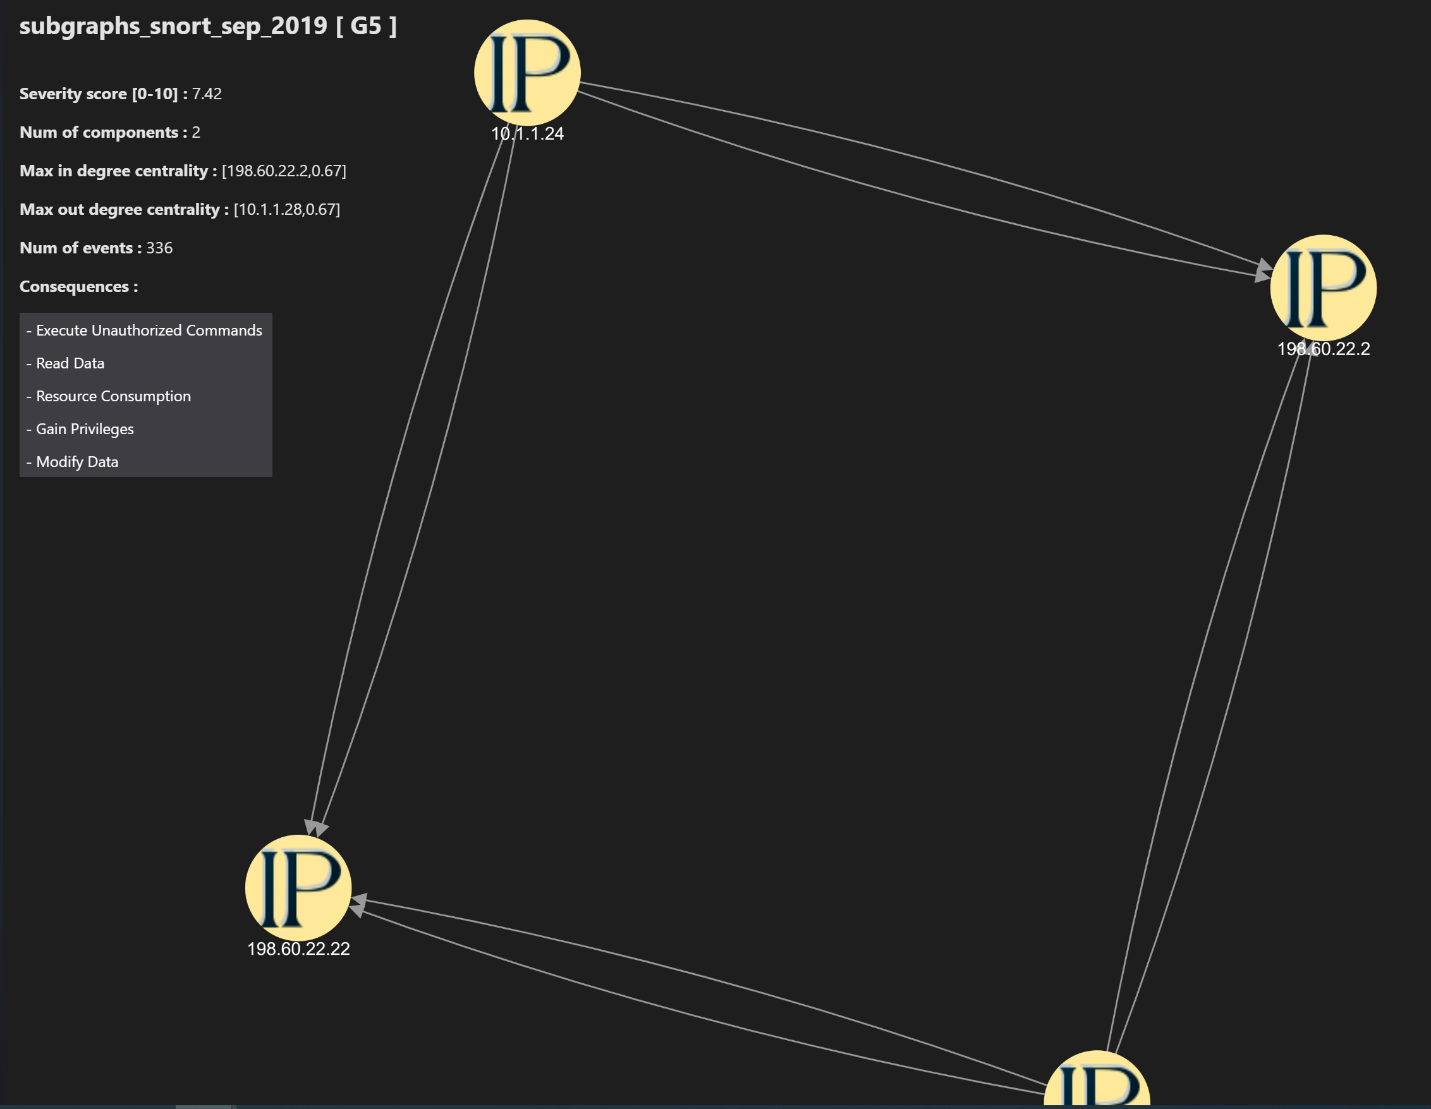 subgraphs_snort_sep_2019 [ G5 ]
Severity score [0-10] : 7.42
Num of components : 2
Max in degree centrality : [198.60.22.2,0.67]
Max out degree centrality : [10.1.1.28,0.67]
Num of events : 336
Consequences :
- Execute Unauthorized Commands
- Read Data
- Resource Consumption
- Gain Privileges
- Modify Data
IP
10.1.1.24
IP
198.60.22.2
IP
198.60.22.22
IP